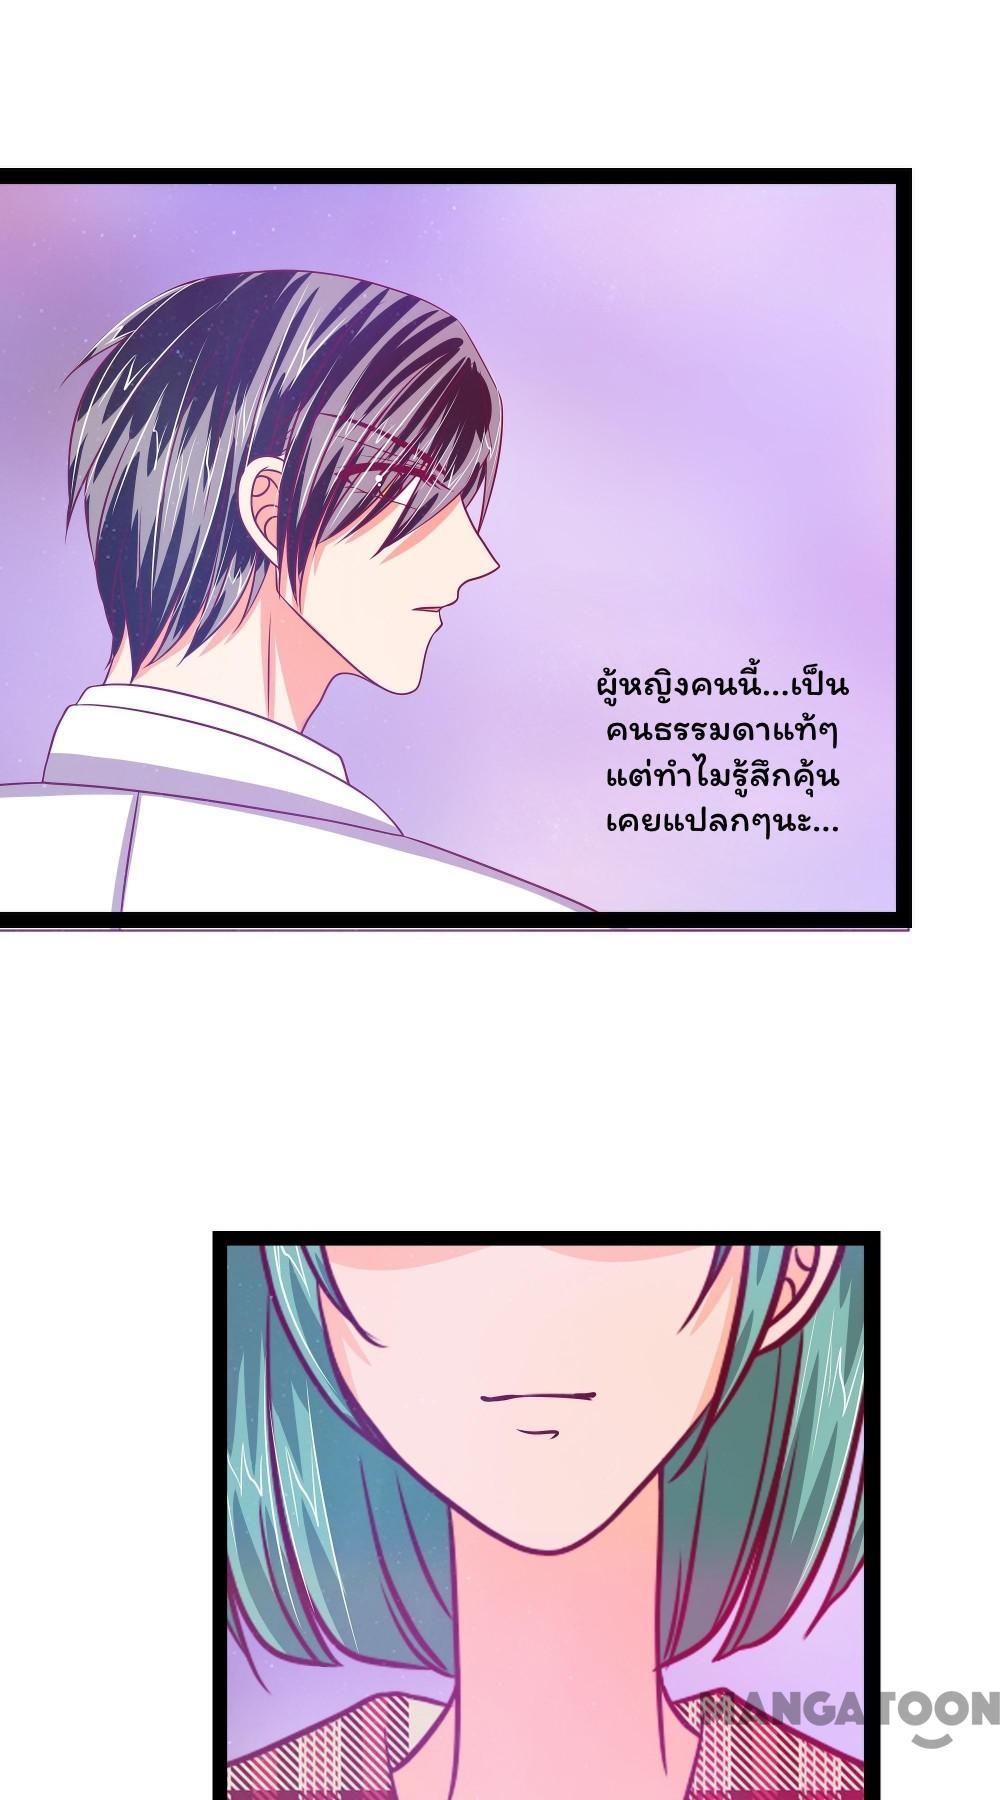 ผู้หญิงคนนี้...เป็น
คนธรรมดาแท้ๆ
แต่ทำไมรู้สึกคุ้น
เคยแปลกๆนะ...
MANGATOON